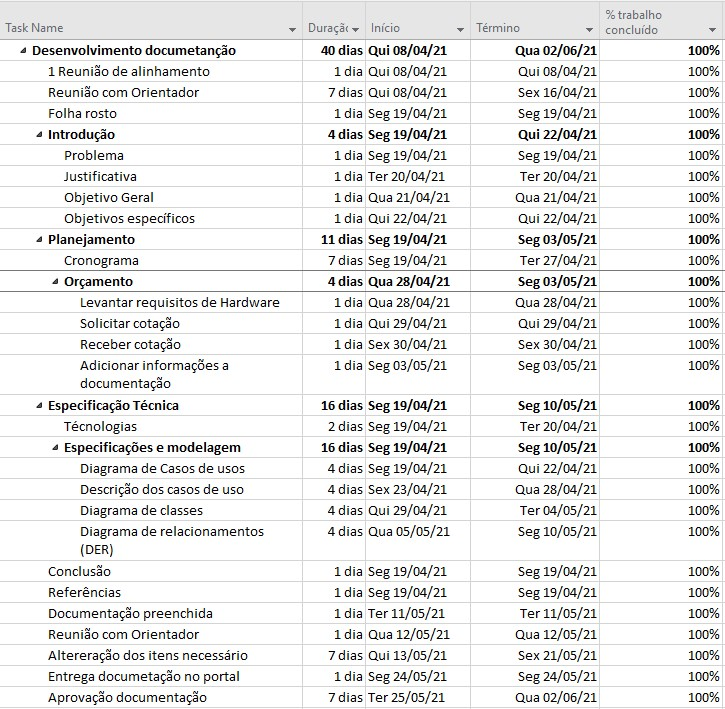 Task Name Duração Início Término % trabalho concluído
Desenvolvimento documetanção 40 dias Qui 08/04/21 Qua 02/06/21 100%
1 Reunião de alinhamento 1 dia Qui 08/04/21 Qui 08/04/21 100%
Reunião com Orientador 7 dias Qui 08/04/21 Sex 16/04/21 100%
Folha rosto 1 dia Seg 19/04/21 Seg 19/04/21 100%
Introdução 4 dias Seg 19/04/21 Qui 22/04/21 100%
Problema 1 dia Seg 19/04/21 Seg 19/04/21 100%
Justificativa 1 dia Ter 20/04/21 Ter 20/04/21 100%
Objetivo Geral 1 dia Qua 21/04/21 Qua 21/04/21 100%
Objetivos específicos 1 dia Qui 22/04/21 Qui 22/04/21 100%
Planejamento 11 dias Seg 19/04/21 Seg 03/05/21 100%
Cronograma 7 dias Seg 19/04/21 Ter 27/04/21 100%
Orçamento 4 dias Qua 28/04/21 Seg 03/05/21 100%
Levantar requisitos de Hardware 1 dia Qua 28/04/21 Qua 28/04/21 100%
Solicitar cotação 1 dia Qui 29/04/21 Qui 29/04/21 100%
Receber cotação 1 dia Sex 30/04/21 Sex 30/04/21 100%
Adicionar informações a 1 dia Seg 03/05/21 Seg 03/05/21 100%
documentação
Especificação Técnica 16 dias Seg 19/04/21 Seg 10/05/21 100%
Técnologias 2 dias Seg 19/04/21 Ter 20/04/21 100%
Especificações e modelagem 16 dias Seg 19/04/21 Seg 10/05/21 100%
Diagrama de Casos de usos 4 dias Seg 19/04/21 Qui 22/04/21 100%
Descrição dos casos de uso 4 dias Sex 23/04/21 Qua 28/04/21 100%
Diagrama de classes 4 dias Qui 29/04/21 Ter 04/05/21 100%
Diagrama de relacionamentos 4 dias Qua 05/05/21 Seg 10/05/21 100%
(DER)
Conclusão 1 dia Seg 19/04/21 Seg 19/04/21 100%
Referências 1 dia Seg 19/04/21 Seg 19/04/21 100%
Documentação preenchida 1 dia Ter 11/05/21 Ter 11/05/21 100%
Reunião com Orientador 1 dia Qua 12/05/21 Qua 12/05/21 100%
Altereração dos itens necessário 7 dias Qui 13/05/21 Sex 21/05/21 100%
Entrega documetação no portal 1 dia Seg 24/05/21 Seg 24/05/21 100%
Aprovação documentação 7 dias Ter 25/05/21 Qua 02/06/21 100%